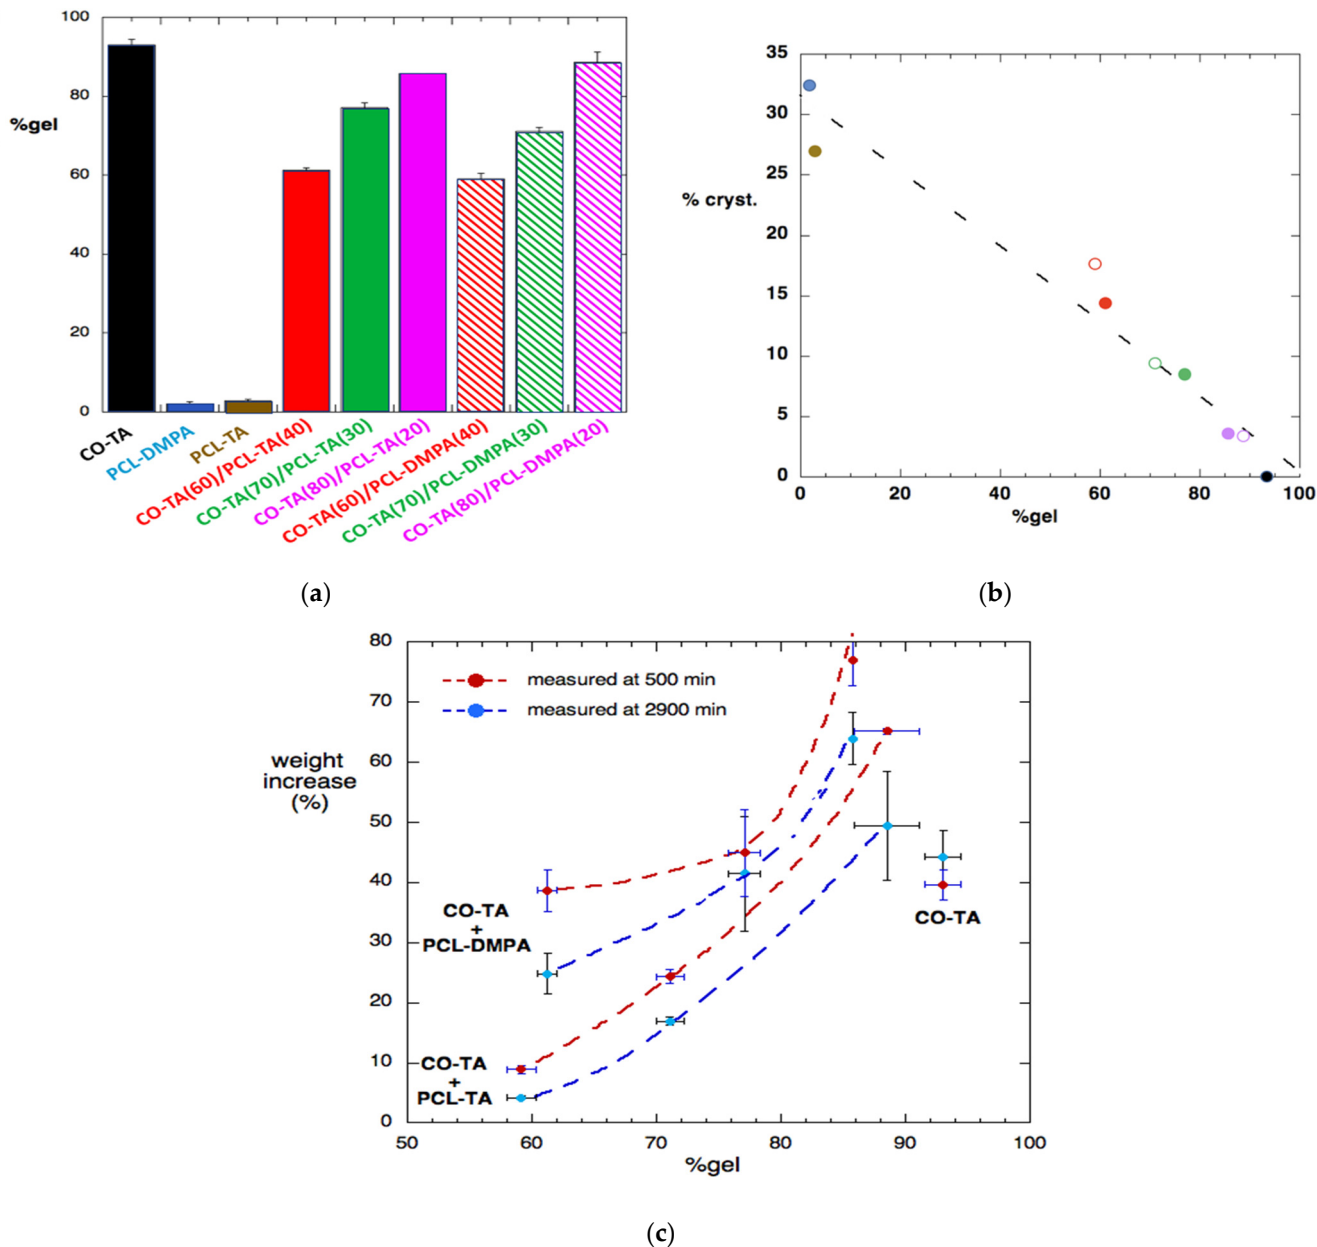 100
80
%gel
60
40
20
0
CO-TA
PCL-DMPA
PCL-TA
CO-TA(60)/PCL-TA(40)
CO-TA(70)/PCL-TA(30)
CO-TA(80)/PCL-TA(20)
CO-TA(60)/PCL-DMPA(40)
CO-TA(70)/PCL-DMPA(30)
CO-TA(80)/PCL-DMPA(20)
(a)
35
30
25
% cryst.
20
15
10
5
0
0 20 40 60 80 100
%gel
(b)
80
measured at 500 min
70
measured at 2900 min
weight
increase
(%)
60
50
40
CO-TA
+
PCL-DMPA
CO-TA
30
20
10
CO-TA
+
PCL-TA
0
50 60 70 80 90 100
%gel
(c)